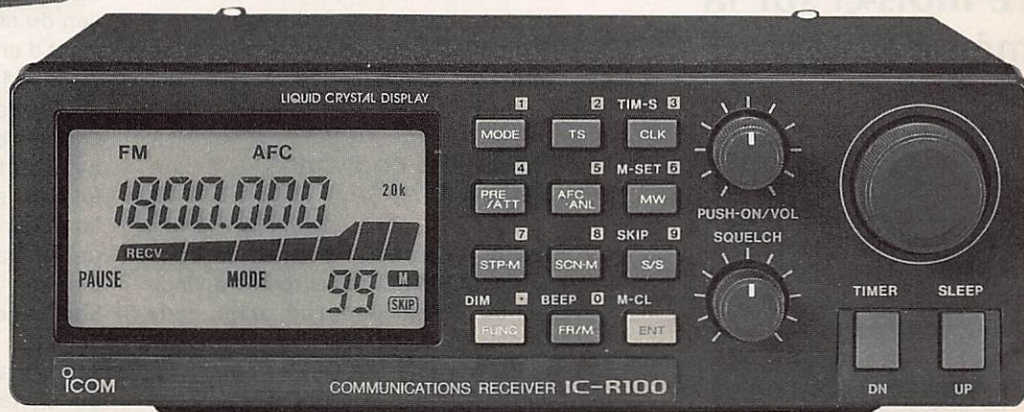 LIQUID CRYSTAL DISPLAY
FM AFC
1800.000 20k
RECV
PAUSE MODE 99 M
SKIP
1 2 TIM-S 3
MODE TS CLK
4 5 M-SET 6
PRE /ATT AFC ·ANL MW
7 8 SKIP 9
STP-M SCN-M S/S
DIM · BEEP 0 M-CL
FUNC FR/M ENT
PUSH-ON/VOL
SQUELCH
TIMER SLEEP
DN UP
ICOM COMMUNICATIONS RECEIVER IC-R100